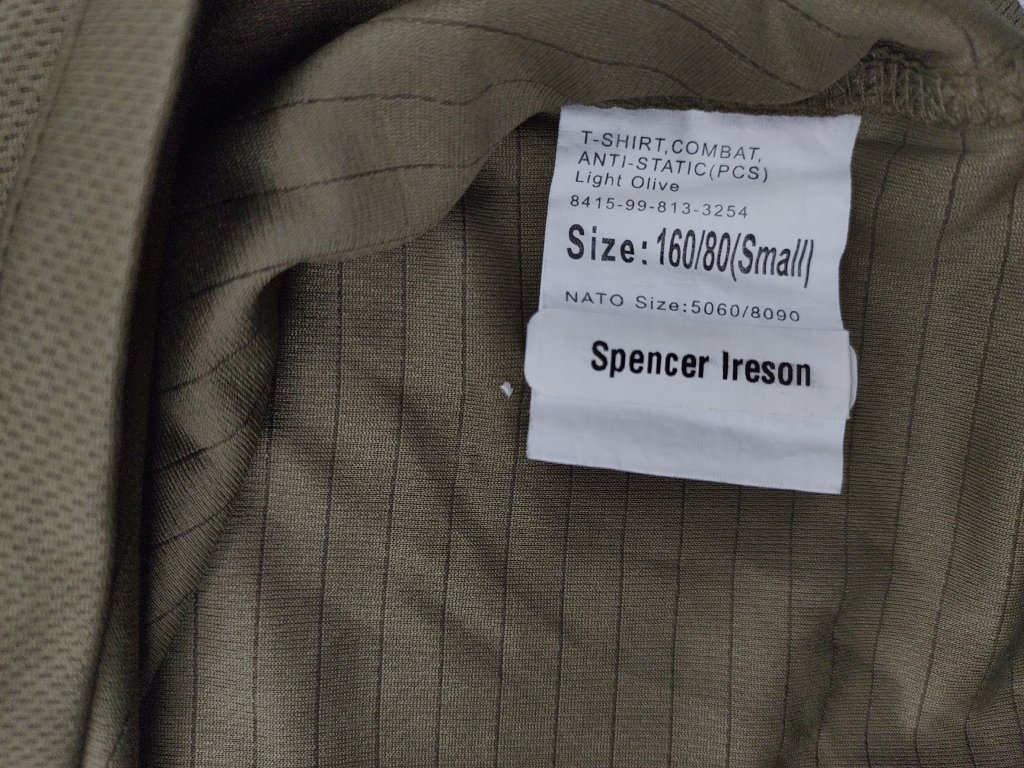 T-SHIRT,COMBAT,
ANTI-STATIC(PCS)
Light Olive
8415-99-813-3254
Size:160/80(Small)
NATO Size:5060/8090
Spencer Ireson